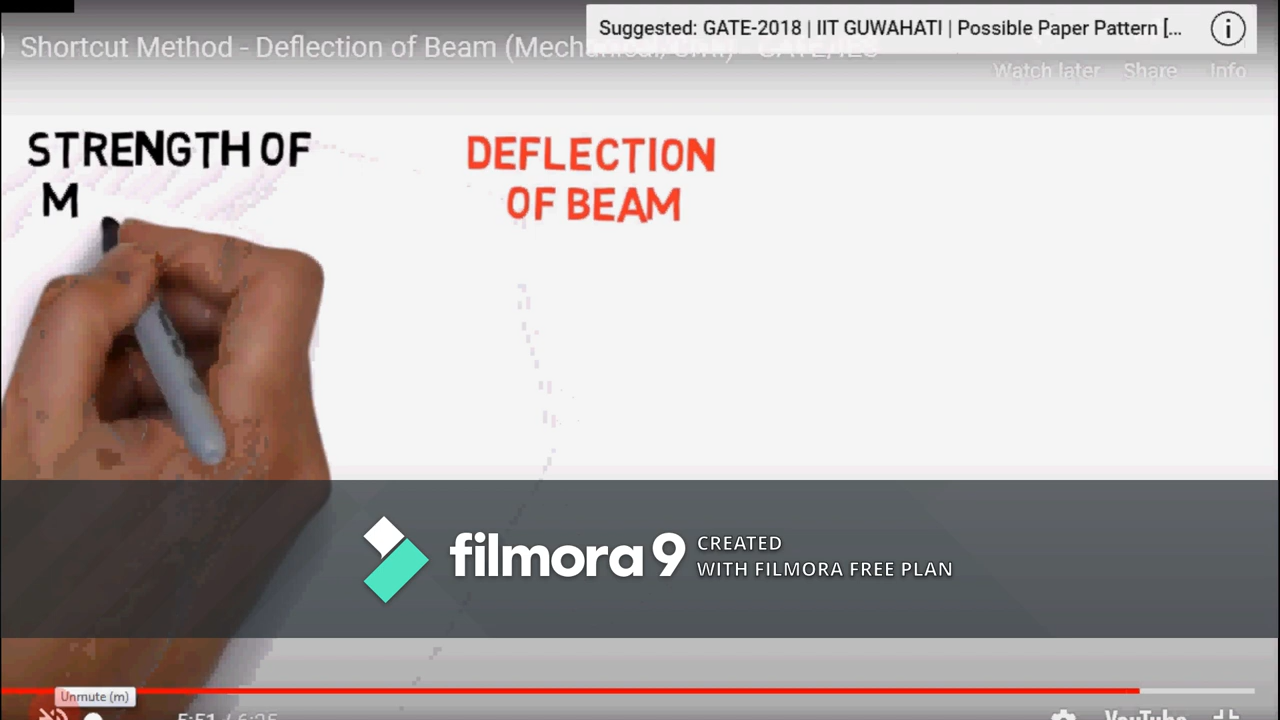 Suggested: GATE-2018 | IIT GUWAHATI | Possible Paper Pattern [...
Shortcut Method - Deflection of Beam (Mechanical, Civil) - GATE/IES
Watch later Share Info
STRENGTH OF
M
DEFLECTION
OF BEAM
filmora 9
CREATED
WITH FILMORA FREE PLAN
Unmute (m)
5:51 / 6:25
YouTube